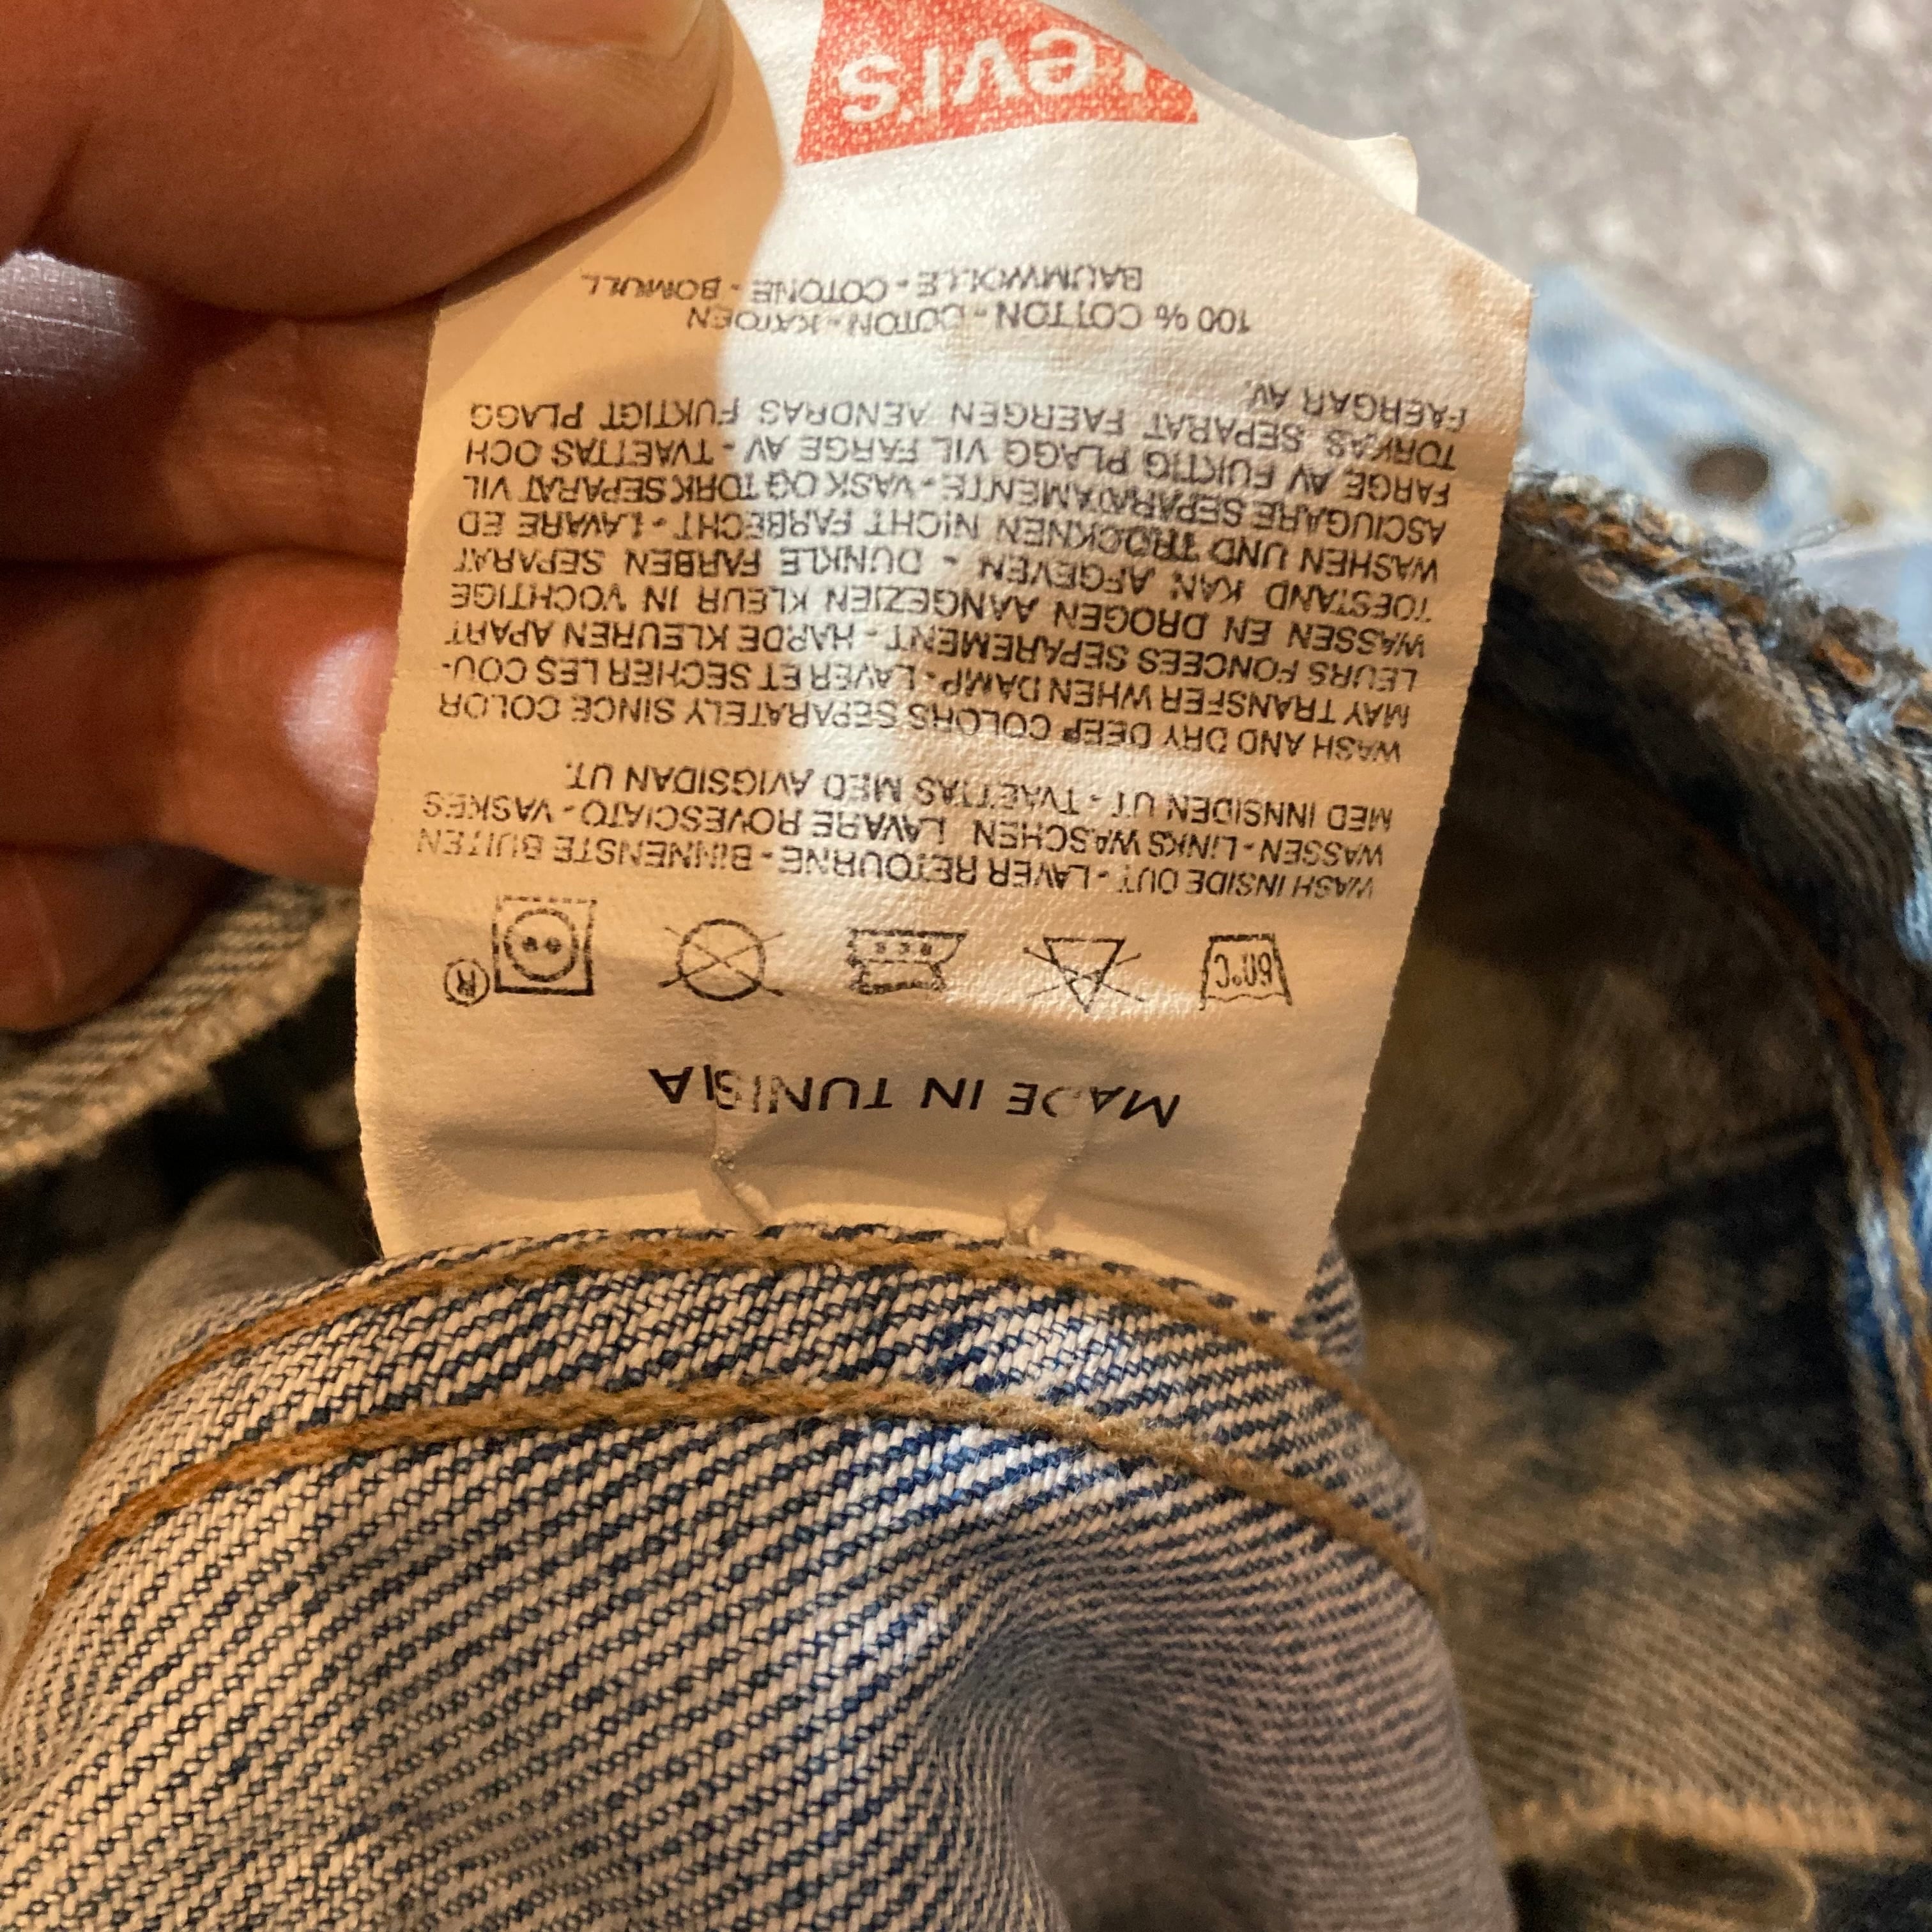 MADE IN TUNISIA
60°C ®
WASH INSIDE OUT - LAVER RETOURNE - BINNENSTE BUITEN
WASSEN - LINKS WASCHEN LAVARE ROVESCIATO - VASKES
MED INNSIDEN UT - TVAETTAS MED AVIGSIDAN UT.
WASH AND DRY DEEP COLORS SEPARATELY SINCE COLOR
MAY TRANSFER WHEN DAMP - LAVER ET SECHER LES COU-
LEURS FONCEES SEPAREMENT - HARDE KLEUREN APART
WASSEN EN DROGEN AANGEZIEN KLEUR IN VOCHTIGE
TOESTAND KAN AFGEVEN - DUNKLE FARBEN SEPARAT
WASHEN UND TROCKNEN NICHT FARBECHT - LAVARE ED
ASCIUGARE SEPARATAMENTE - VASK OG TORK SEPARAT VIL
FARGE AV FUKTIG PLAGG VIL FARGE AV - TVAETTAS OCH
TORKAS SEPARAT FAERGEN AENDRAS FUKTIGT PLAGG
FAERGAR AV.
100 % COTTON - COTON - KATOEN
BAUMWOLLE - COTONE - BOMULL
Levi's